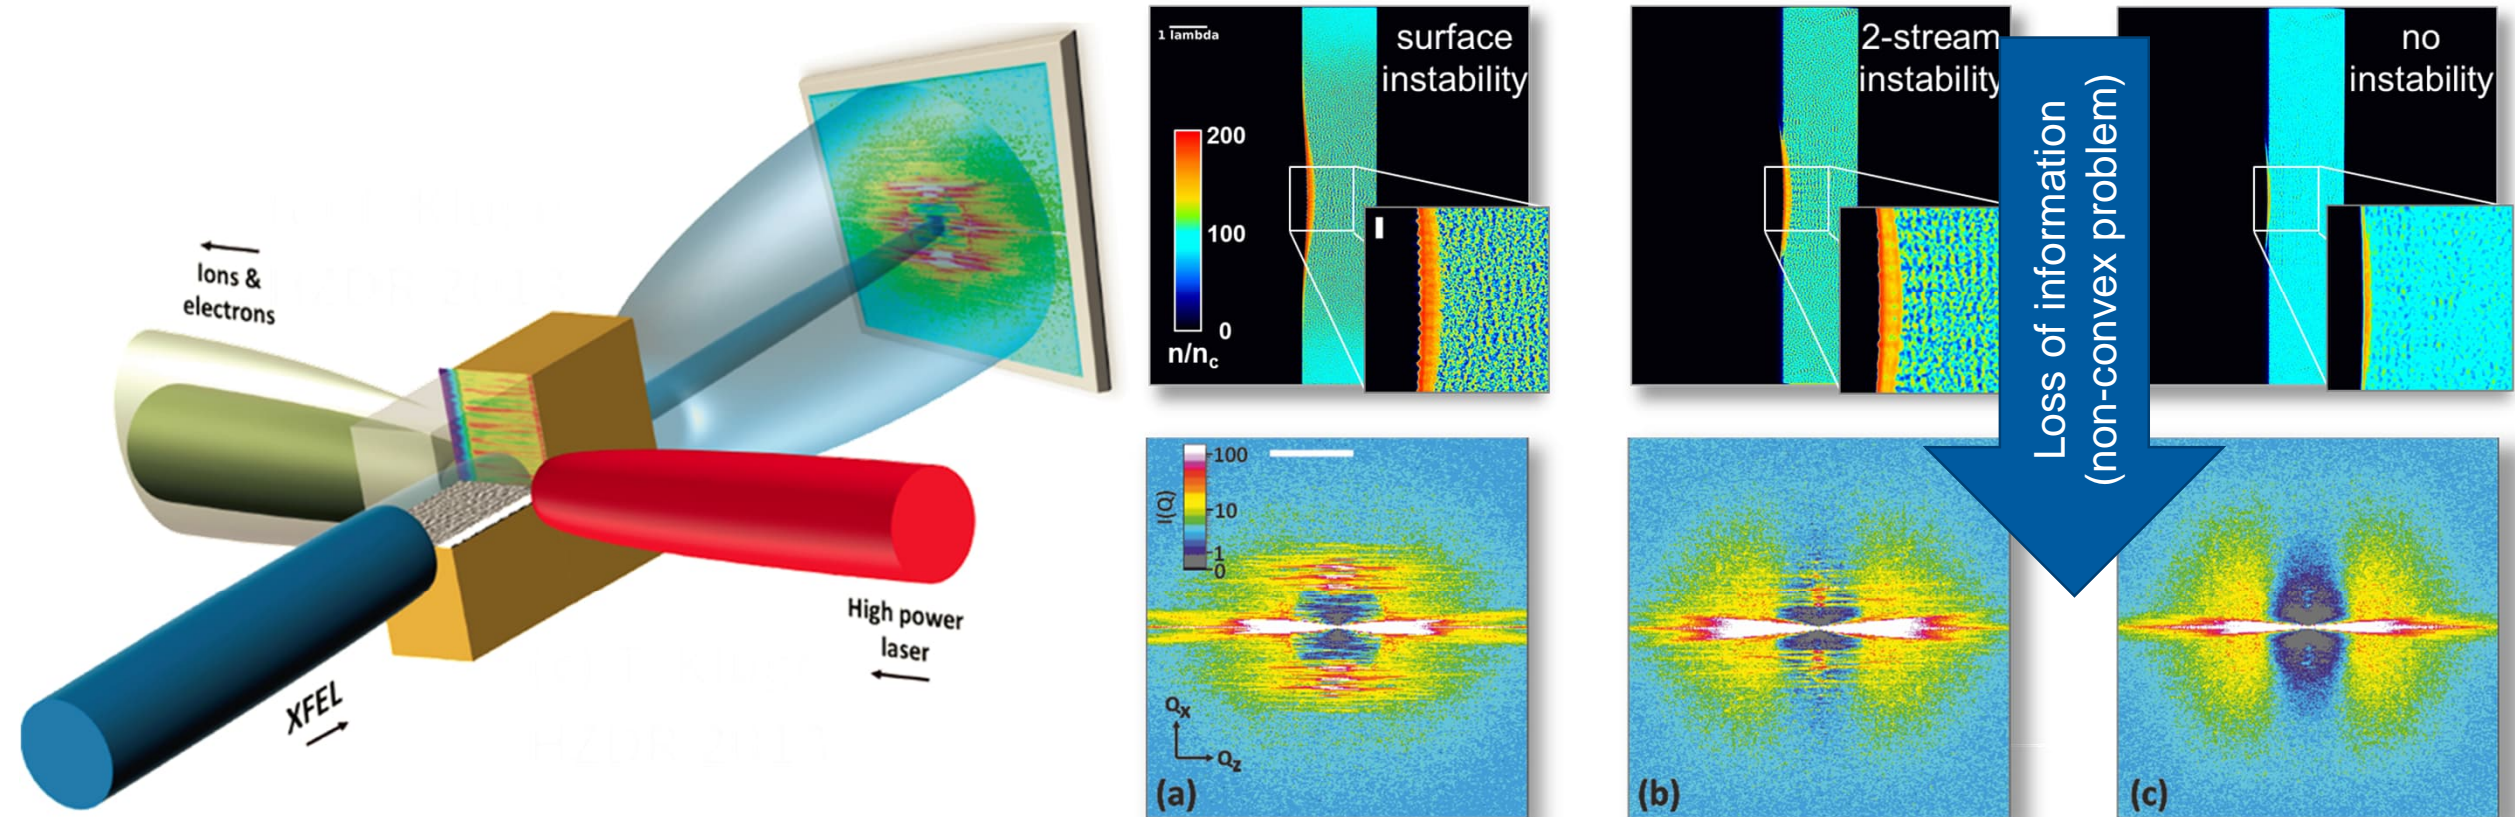 Ions &
electrons
XFEL
High power
laser
1 lambda
surface
instability
200
100
0
n/nc
2-stream
instability
no
instability
Loss of information
(non-convex problem)
100
10
1
0
I(Q)
Qx
Qz
(a)
(b)
(c)